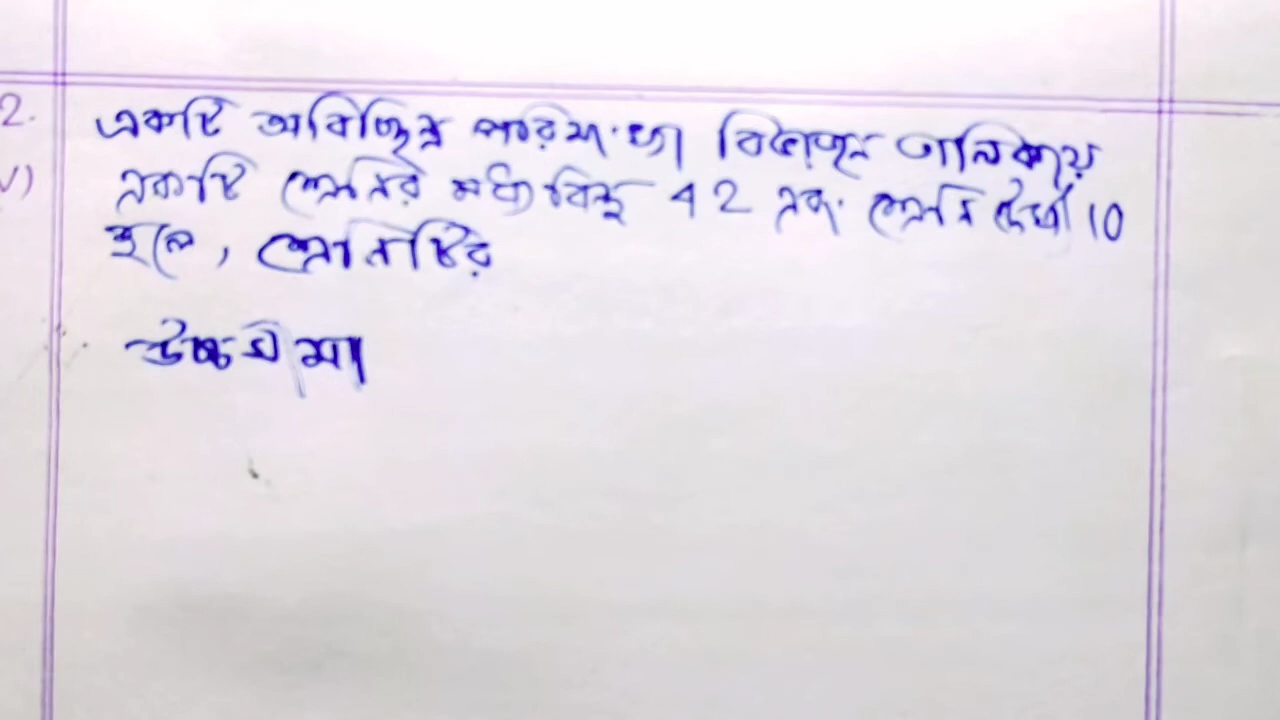 2. একটি অবিচ্ছিন্ন পরিসংখ্যা বিভাজন তালিকায়
V) একটি শ্রেণির মধ্যবিন্দু 42 এবং শ্রেণি দৈর্ঘ্য 10
হলে, শ্রেণিটির
উচ্চসীমা